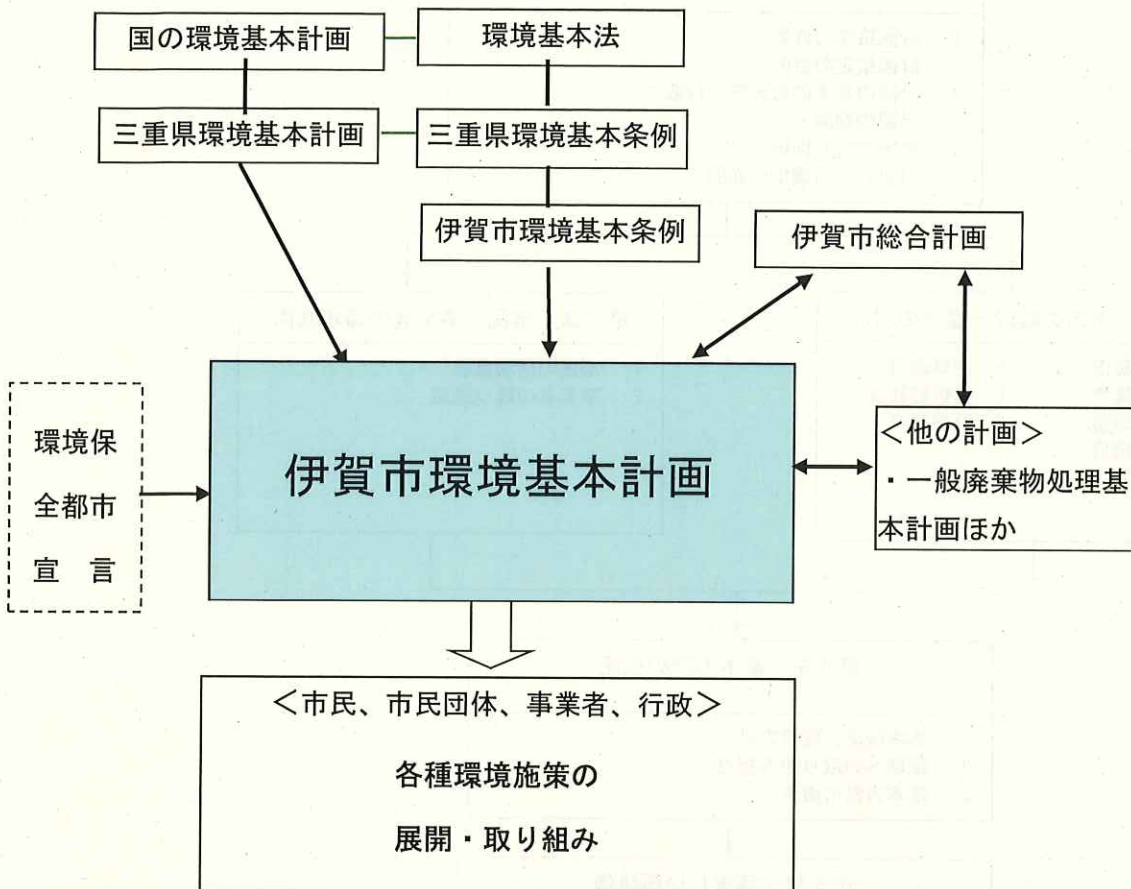 国の環境基本計画
環境基本法
三重県環境基本計画
三重県環境基本条例
伊賀市環境基本条例
伊賀市総合計画
環境保
全都市
宣 言
伊賀市環境基本計画
<他の計画>
・一般廃棄物処理基
本計画ほか
<市民、市民団体、事業者、行政>
各種環境施策の
展開・取り組み